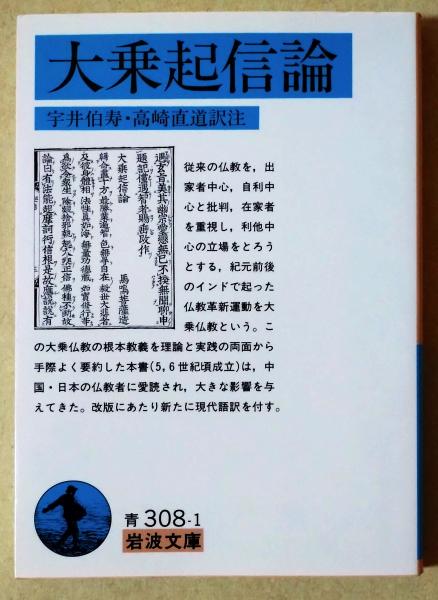 大乗起信論
宇井伯寿・高崎直道訳注
従来の仏教を，出
家者中心，自利中
心と批判，在家者
を重視し，利他中
心の立場をとろう
とする，紀元前後
のインドで起った
仏教革新運動を大
乗仏教という。こ
の大乗仏教の根本教義を理論と実践の両面から
手際よく要約した本書(5，6世紀頃成立)は，中
国・日本の仏教者に愛読され，大きな影響を与
えてきた。改版にあたり新たに現代語訳を付す。
大乗起信論
馬鳴菩薩造
青 308-1
岩波文庫